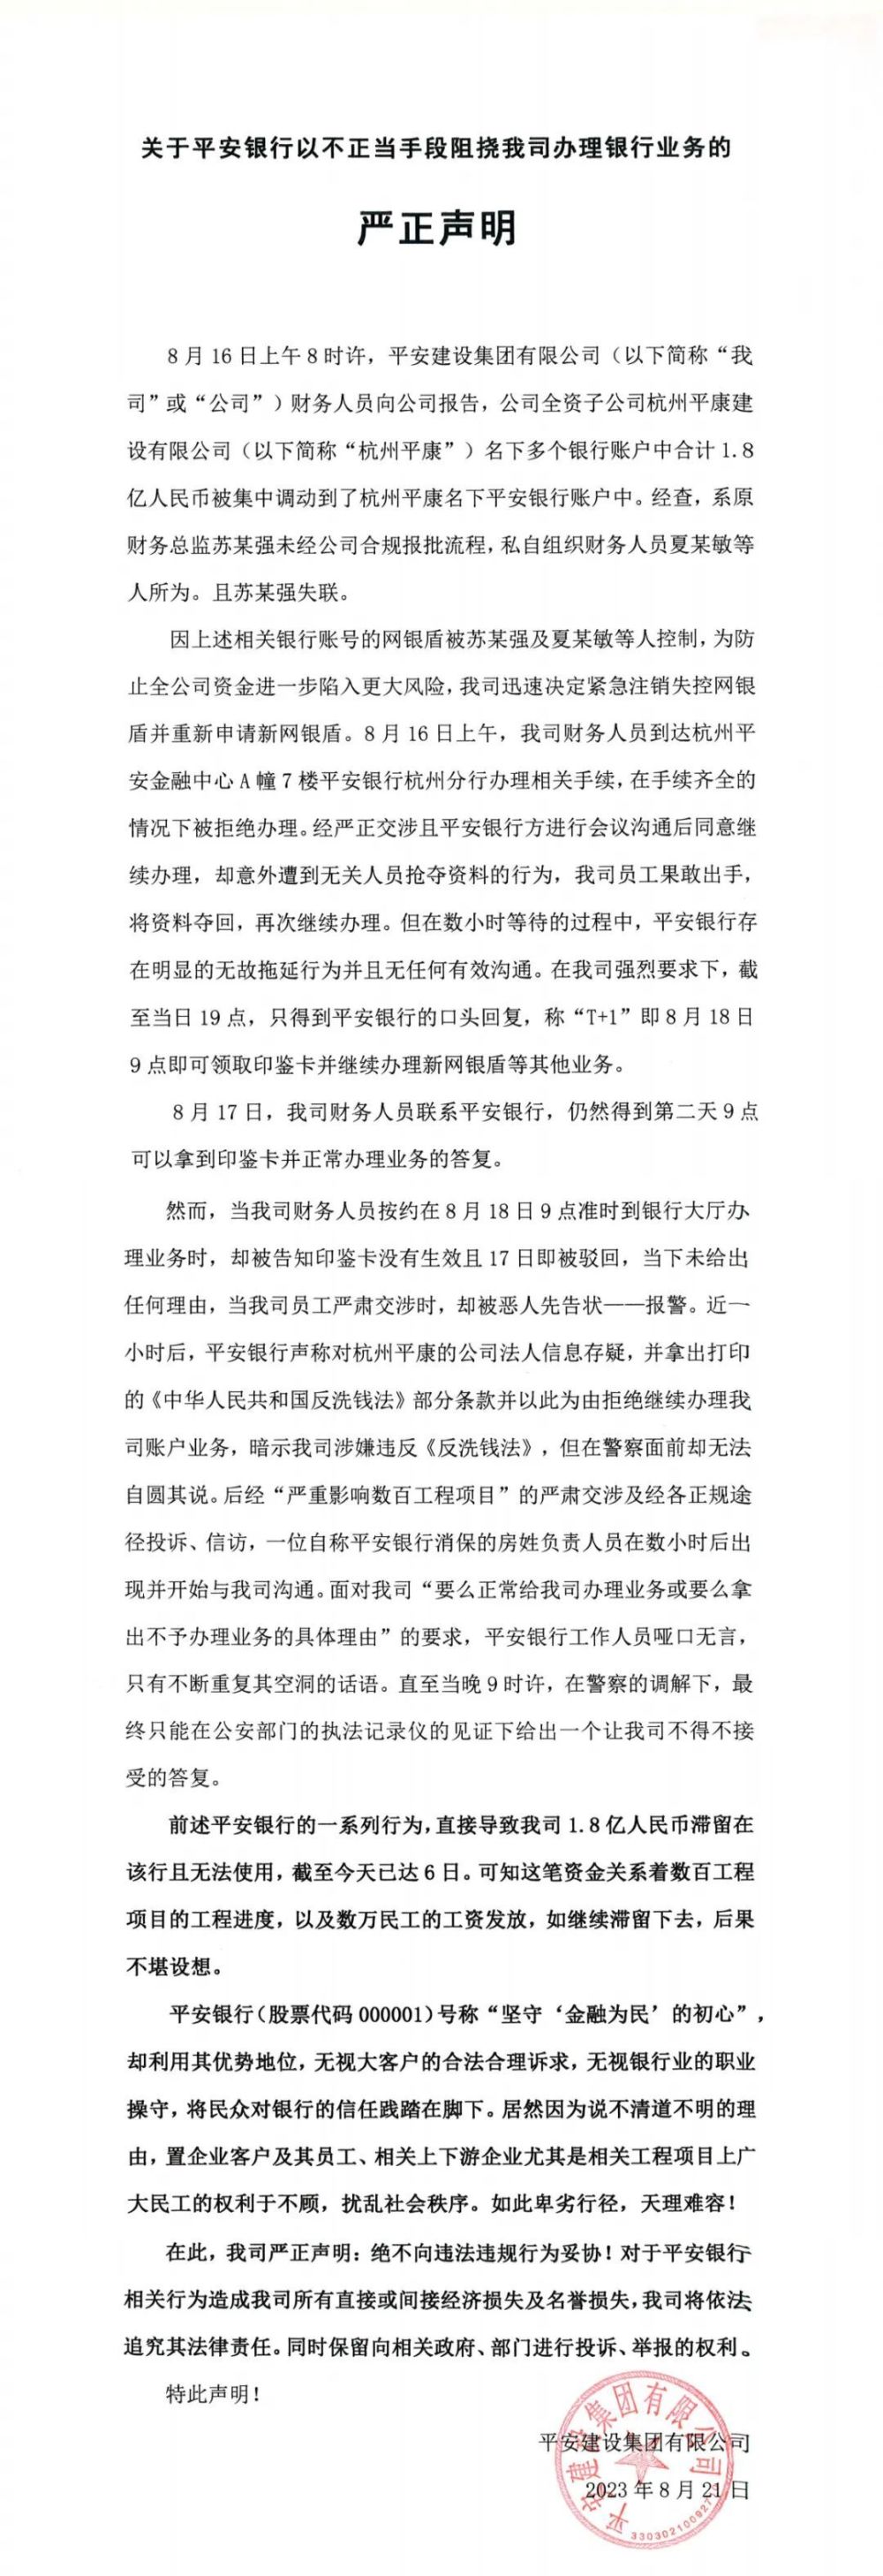 关于平安银行以不正当手段阻挠我司办理银行业务的
严正声明
8月16日上午8时许，平安建设集团有限公司（以下简称“我
司”或“公司”）财务人员向公司报告，公司全资子公司杭州平康建
设有限公司（以下简称“杭州平康”）名下多个银行账户中合计1.8
亿人民币被集中调动到了杭州平康名下平安银行账户中。经查，系原
财务总监苏某强未经公司合规报批流程，私自组织财务人员夏某敏等
人所为。且苏某强失联。
因上述相关银行账号的网银盾被苏某强及夏某敏等人控制，为防
止全公司资金进一步陷入更大风险，我司迅速决定紧急注销失控网银
盾并重新申请新网银盾。8月16日上午，我司财务人员到达杭州平
安金融中心A幢7楼平安银行杭州分行办理相关手续，在手续齐全的
情况下被拒绝办理。经严正交涉且平安银行方进行会议沟通后同意继
续办理，却意外遭到无关人员抢夺资料的行为，我司员工果敢出手，
将资料夺回，再次继续办理。但在数小时等待的过程中，平安银行存
在明显的无故拖延行为并且无任何有效沟通。在我司强烈要求下，截
至当日19点，只得到平安银行的口头回复，称“T+1”即8月18日
9点即可领取印鉴卡并继续办理新网银盾等其他业务。
8月17日，我司财务人员联系平安银行，仍然得到第二天9点
可以拿到印鉴卡并正常办理业务的答复。
然而，当我司财务人员按约在8月18日9点准时到银行大厅办
理业务时，却被告知印鉴卡没有生效且17日即被驳回，当下未给出
任何理由，当我司员工严肃交涉时，却被恶人先告状——报警。近一
小时后，平安银行声称对杭州平康的公司法人信息存疑，并拿出打印
的《中华人民共和国反洗钱法》部分条款并以此为由拒绝继续办理我
司账户业务，暗示我司涉嫌违反《反洗钱法》，但在警察面前却无法
自圆其说。后经“严重影响数百工程项目”的严肃交涉及经各正规途
径投诉、信访，一位自称平安银行消保的房姓负责人员在数小时后出
现并开始与我司沟通。面对我司“要么正常给我司办理业务或要么拿
出不予办理业务的具体理由”的要求，平安银行工作人员哑口无言，
只有不断重复其空洞的话语。直至当晚9时许，在警察的调解下，最
终只能在公安部门的执法记录仪的见证下给出一个让我司不得不接
受的答复。
前述平安银行的一系列行为，直接导致我司1.8亿人民币滞留在
该行且无法使用，截至今天已达6日。可知这笔资金关系着数百工程
项目的工程进度，以及数万民工的工资发放，如继续滞留下去，后果
不堪设想。
平安银行（股票代码000001）号称“坚守‘金融为民’的初心”，
却利用其优势地位，无视大客户的合法合理诉求，无视银行业的职业
操守，将民众对银行的信任践踏在脚下。居然因为说不清道不明的理
由，置企业客户及其员工、相关上下游企业尤其是相关工程项目上广
大民工的权利于不顾，扰乱社会秩序。如此卑劣行径，天理难容！
在此，我司严正声明：绝不向违法违规行为妥协！对于平安银行
相关行为造成我司所有直接或间接经济损失及名誉损失，我司将依法
追究其法律责任。同时保留向相关政府、部门进行投诉、举报的权利。
特此声明！
平安建设集团有限公司
2023年8月21日
平安建设集团有限公司